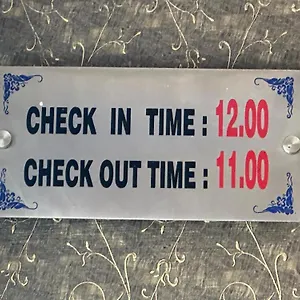 CHECK IN TIME : 12.00
CHECK OUT TIME : 11.00